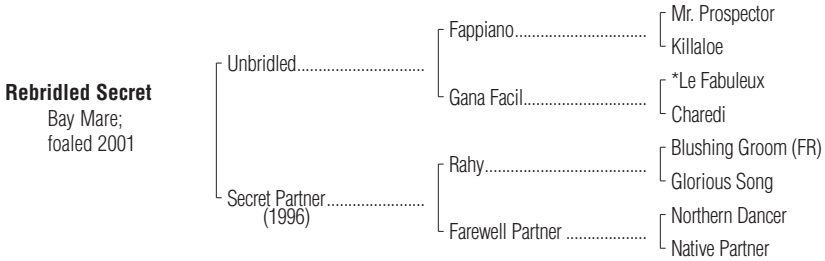 Mr. Prospector
Fappiano..............................
Killaloe
Unbridled.............................
*Le Fabuleux
Gana Facil............................
Charedi
Rebridled Secret
Bay Mare;
foaled 2001
Blushing Groom (FR)
Rahy.....................................
Glorious Song
Secret Partner......................
(1996)
Northern Dancer
Farewell Partner ..................
Native Partner